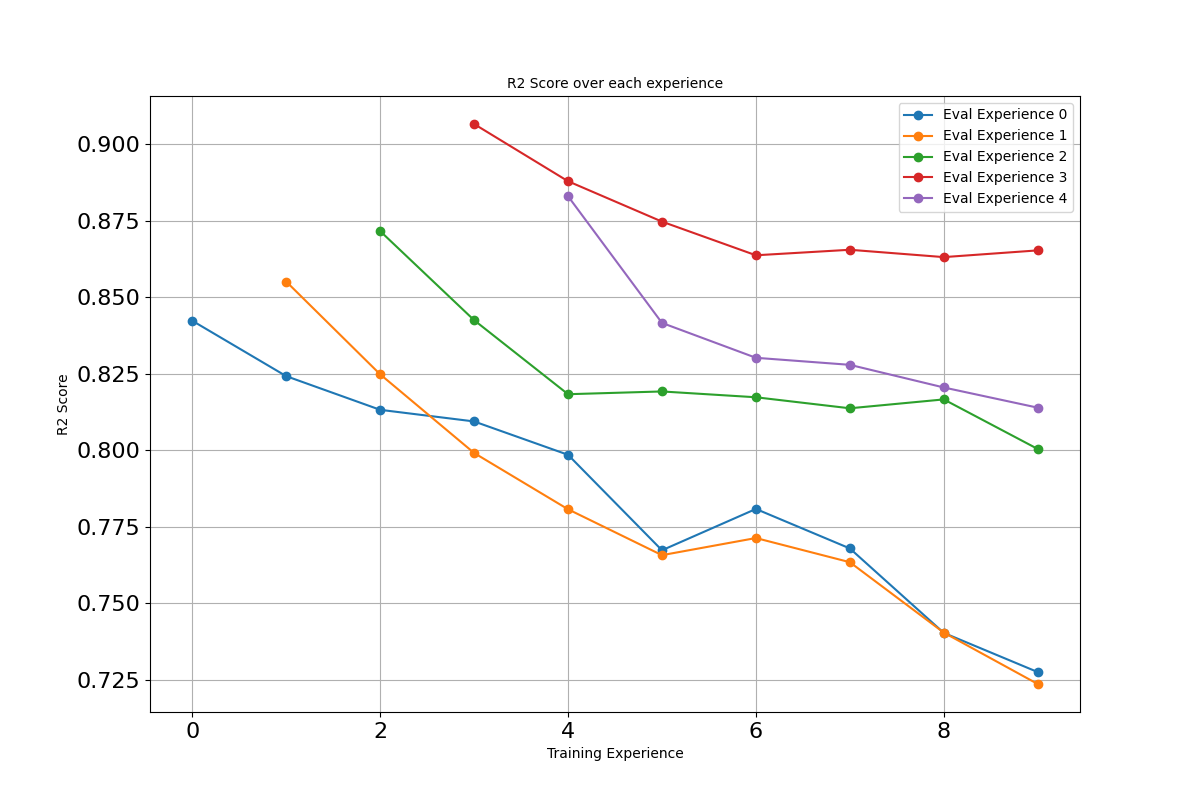 R2 Score over each experience
Eval Experience 0
Eval Experience 1
Eval Experience 2
Eval Experience 3
Eval Experience 4
0.900
0.875
0.850
0.825
0.800
0.775
0.750
0.725
R2 Score
0 2 4 6 8
Training Experience